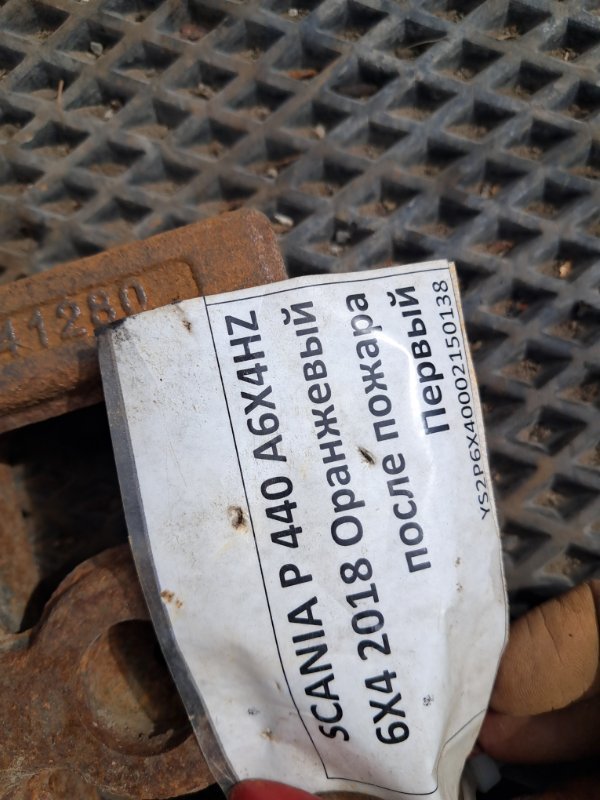 41280
SCANIA P 440 A6X4HZ
6X4 2018 Оранжевый
после пожара
Первый
YS2P6X40002150138